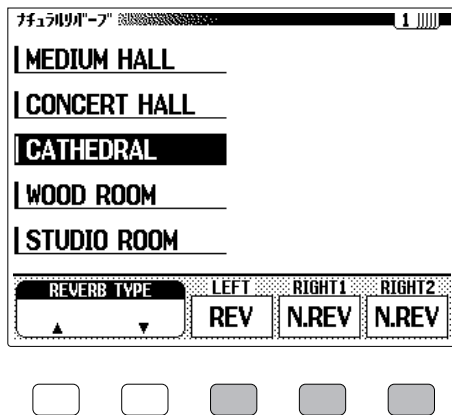 ナチュラルリバーブ 1
MEDIUM HALL
CONCERT HALL
CATHEDRAL
WOOD ROOM
STUDIO ROOM
REVERB TYPE LEFT RIGHT1 RIGHT2
▲ ▼ REV N.REV N.REV